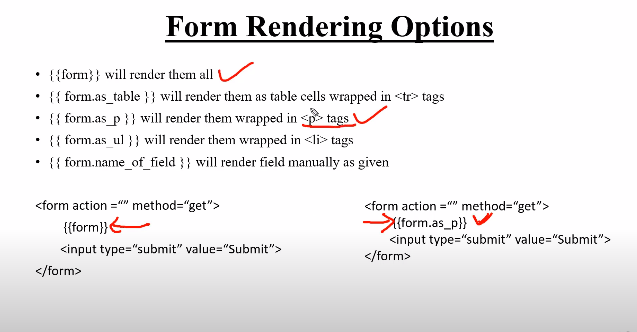 Form Rendering Options
• {{form}} will render them all
• {{ form.as_table }} will render them as table cells wrapped in <tr> tags
• {{ form.as_p }} will render them wrapped in <p> tags
• {{ form.as_ul }} will render them wrapped in <li> tags
• {{ form.name_of_field }} will render field manually as given
<form action =“” method=“get”>
{{form}}
<input type=“submit” value=“Submit”>
</form>
<form action =“” method=“get”>
{{form.as_p}}
<input type=“submit” value=“Submit”>
</form>